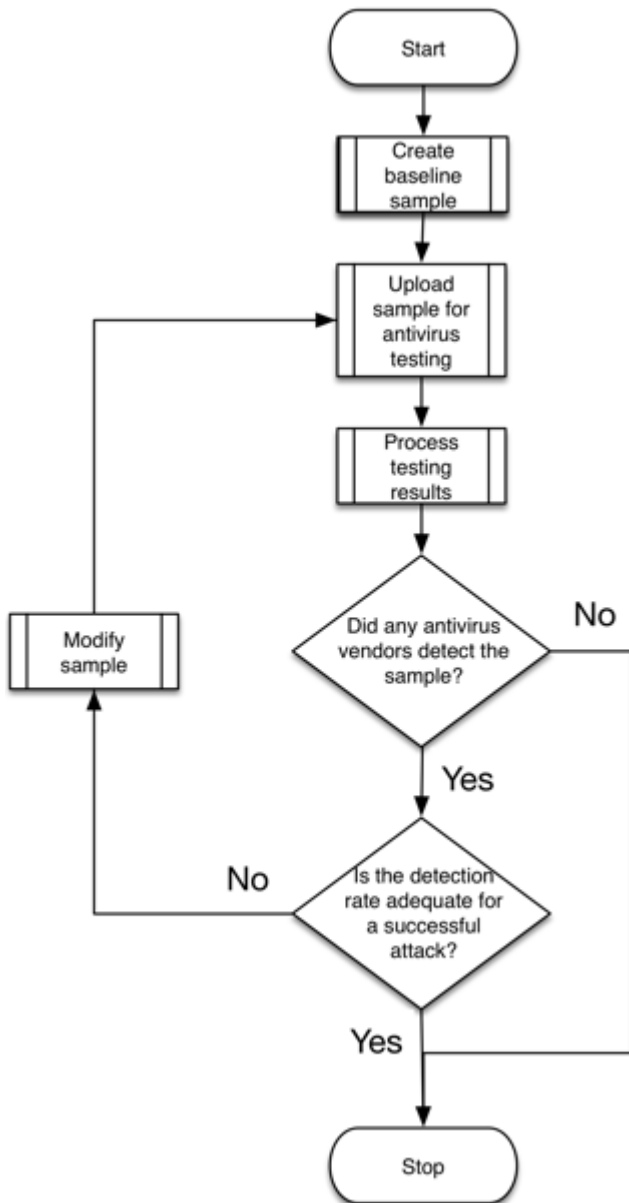 Start
Create
baseline
sample
Upload
sample for
antivirus
testing
Process
testing
results
Did any antivirus
vendors detect the
sample?
No
Modify
sample
Yes
No
Is the detection
rate adequate for
a successful
attack?
Yes
Stop